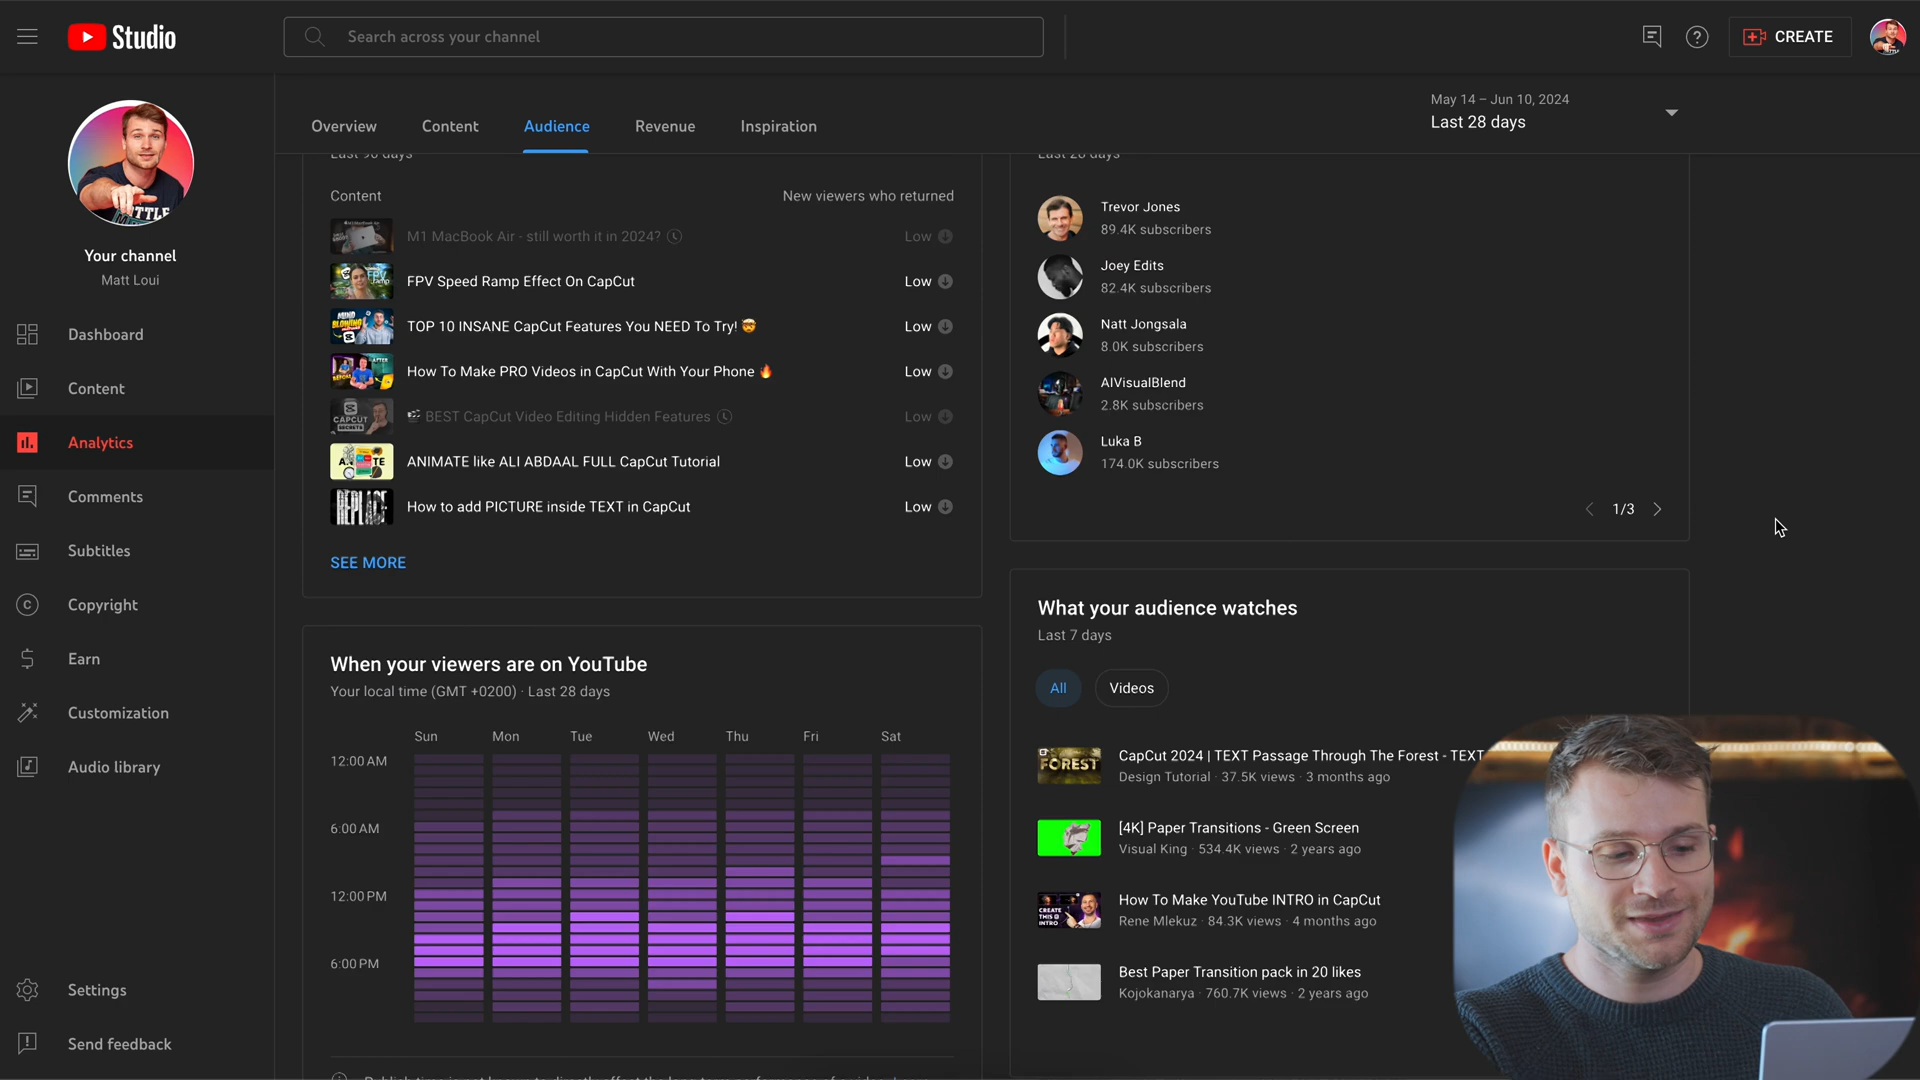 Studio
Search across your channel
CREATE
Your channel
Matt Loui
Dashboard
Content
Analytics
Comments
Subtitles
Copyright
Earn
Customization
Audio library
Settings
Send feedback
Overview
Content
Audience
Revenue
Inspiration
May 14 – Jun 10, 2024
Last 28 days
Content
New viewers who returned
M1 MacBook Air - still worth it in 2024?
Low
FPV Speed Ramp Effect On CapCut
Low
TOP 10 INSANE CapCut Features You NEED To Try! 🤯
Low
How To Make PRO Videos in CapCut With Your Phone 🔥
Low
🎬 BEST CapCut Video Editing Hidden Features
Low
ANIMATE like ALI ABDAAL FULL CapCut Tutorial
Low
How to add PICTURE inside TEXT in CapCut
Low
SEE MORE
When your viewers are on YouTube
Your local time (GMT +0200) · Last 28 days
Sun Mon Tue Wed Thu Fri Sat
12:00 AM
6:00 AM
12:00 PM
6:00 PM
Trevor Jones
89.4K subscribers
Joey Edits
82.4K subscribers
Natt Jongsala
8.0K subscribers
AIVisualBlend
2.8K subscribers
Luka B
174.0K subscribers
1/3
What your audience watches
Last 7 days
All
Videos
FOREST
CapCut 2024 | TEXT Passage Through The Forest - TEXT
Design Tutorial · 37.5K views · 3 months ago
[4K] Paper Transitions - Green Screen
Visual King · 534.4K views · 2 years ago
CREATE
THIS
INTRO
How To Make YouTube INTRO in CapCut
Rene Mlekuz · 84.3K views · 4 months ago
Best Paper Transition pack in 20 likes
Kojokanarya · 760.7K views · 2 years ago